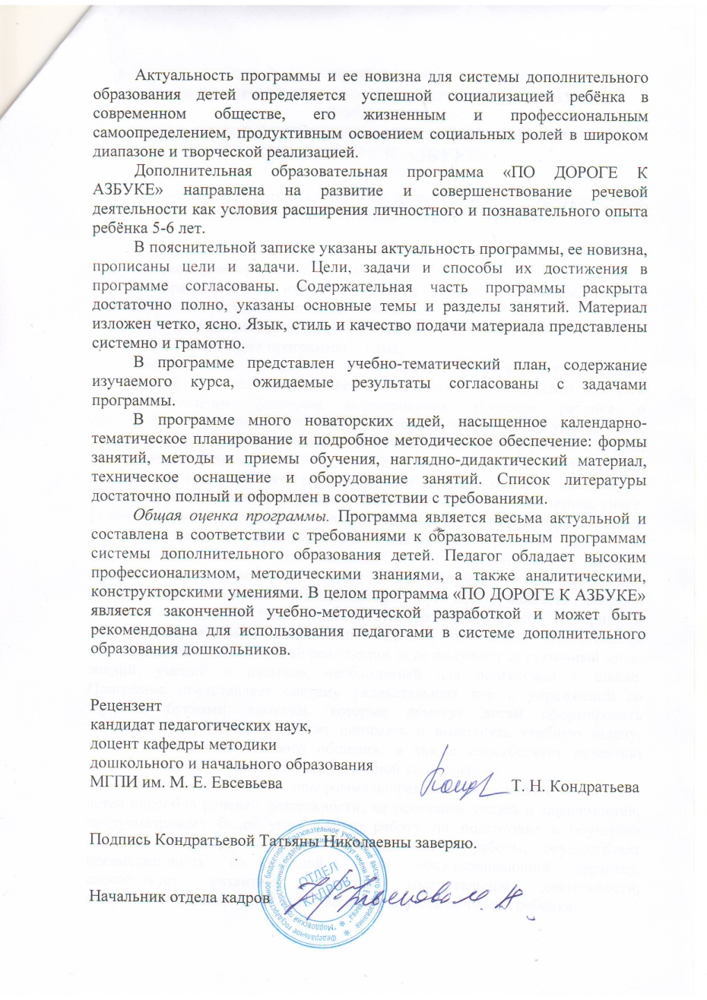 Актуальность программы и ее новизна для системы дополнительного
образования детей определяется успешной социализацией ребёнка в
современном обществе, его жизненным и профессиональным
самоопределением, продуктивным освоением социальных ролей в широком
диапазоне и творческой реализацией.
Дополнительная образовательная программа «ПО ДОРОГЕ К
АЗБУКЕ» направлена на развитие и совершенствование речевой
деятельности как условия расширения личностного и познавательного опыта
ребёнка 5-6 лет.
В пояснительной записке указаны актуальность программы, ее новизна,
прописаны цели и задачи. Цели, задачи и способы их достижения в
программе согласованы. Содержательная часть программы раскрыта
достаточно полно, указаны основные темы и разделы занятий. Материал
изложен четко, ясно. Язык, стиль и качество подачи материала представлены
системно и грамотно.
В программе представлен учебно-тематический план, содержание
изучаемого курса, ожидаемые результаты согласованы с задачами
программы.
В программе много новаторских идей, насыщенное календарно-
тематическое планирование и подробное методическое обеспечение: формы
занятий, методы и приемы обучения, наглядно-дидактический материал,
техническое оснащение и оборудование занятий. Список литературы
достаточно полный и оформлен в соответствии с требованиями.
Общая оценка программы. Программа является весьма актуальной и
составлена в соответствии с требованиями к образовательным программам
системы дополнительного образования детей. Педагог обладает высоким
профессионализмом, методическими знаниями, а также аналитическими,
конструкторскими умениями. В целом программа «ПО ДОРОГЕ К АЗБУКЕ»
является законченной учебно-методической разработкой и может быть
рекомендована для использования педагогами в системе дополнительного
образования дошкольников.
Рецензент
кандидат педагогических наук,
доцент кафедры методики
дошкольного и начального образования
МГПИ им. М. Е. Евсевьева Т. Н. Кондратьева
Подпись Кондратьевой Татьяны Николаевны заверяю.
Начальник отдела кадров
ОТДЕЛ
КАДРОВ